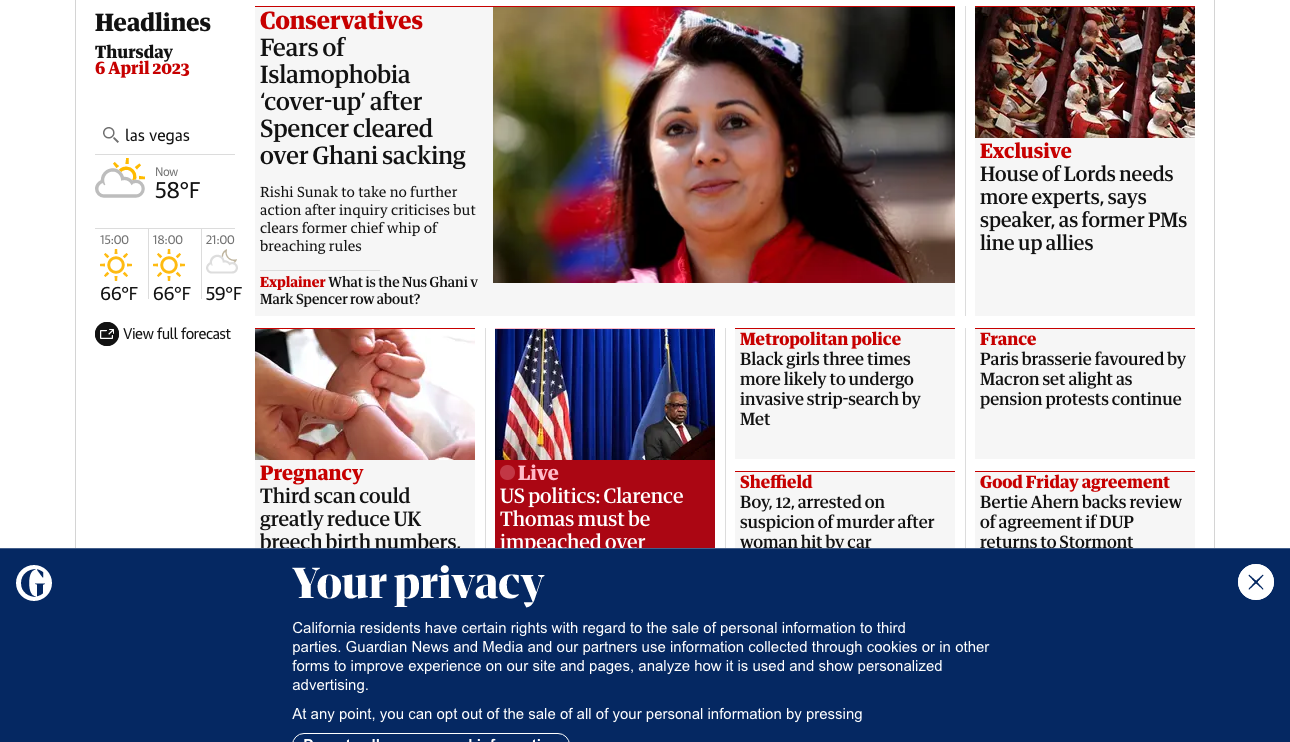 Headlines
Thursday
6 April 2023
las vegas
Now
58°F
15:00
18:00
21:00
66°F
66°F
59°F
View full forecast
Conservatives
Fears of
Islamophobia
‘cover-up’ after
Spencer cleared
over Ghani sacking
Rishi Sunak to take no further
action after inquiry criticises but
clears former chief whip of
breaching rules
Explainer What is the Nus Ghani v
Mark Spencer row about?
Exclusive
House of Lords needs
more experts, says
speaker, as former PMs
line up allies
Pregnancy
Third scan could
greatly reduce UK
breech birth numbers,
Live
US politics: Clarence
Thomas must be
impeached over
Metropolitan police
Black girls three times
more likely to undergo
invasive strip-search by
Met
France
Paris brasserie favoured by
Macron set alight as
pension protests continue
Sheffield
Boy, 12, arrested on
suspicion of murder after
woman hit by car
Good Friday agreement
Bertie Ahern backs review
of agreement if DUP
returns to Stormont
Your privacy
California residents have certain rights with regard to the sale of personal information to third
parties. Guardian News and Media and our partners use information collected through cookies or in other
forms to improve experience on our site and pages, analyze how it is used and show personalized
advertising.
At any point, you can opt out of the sale of all of your personal information by pressing